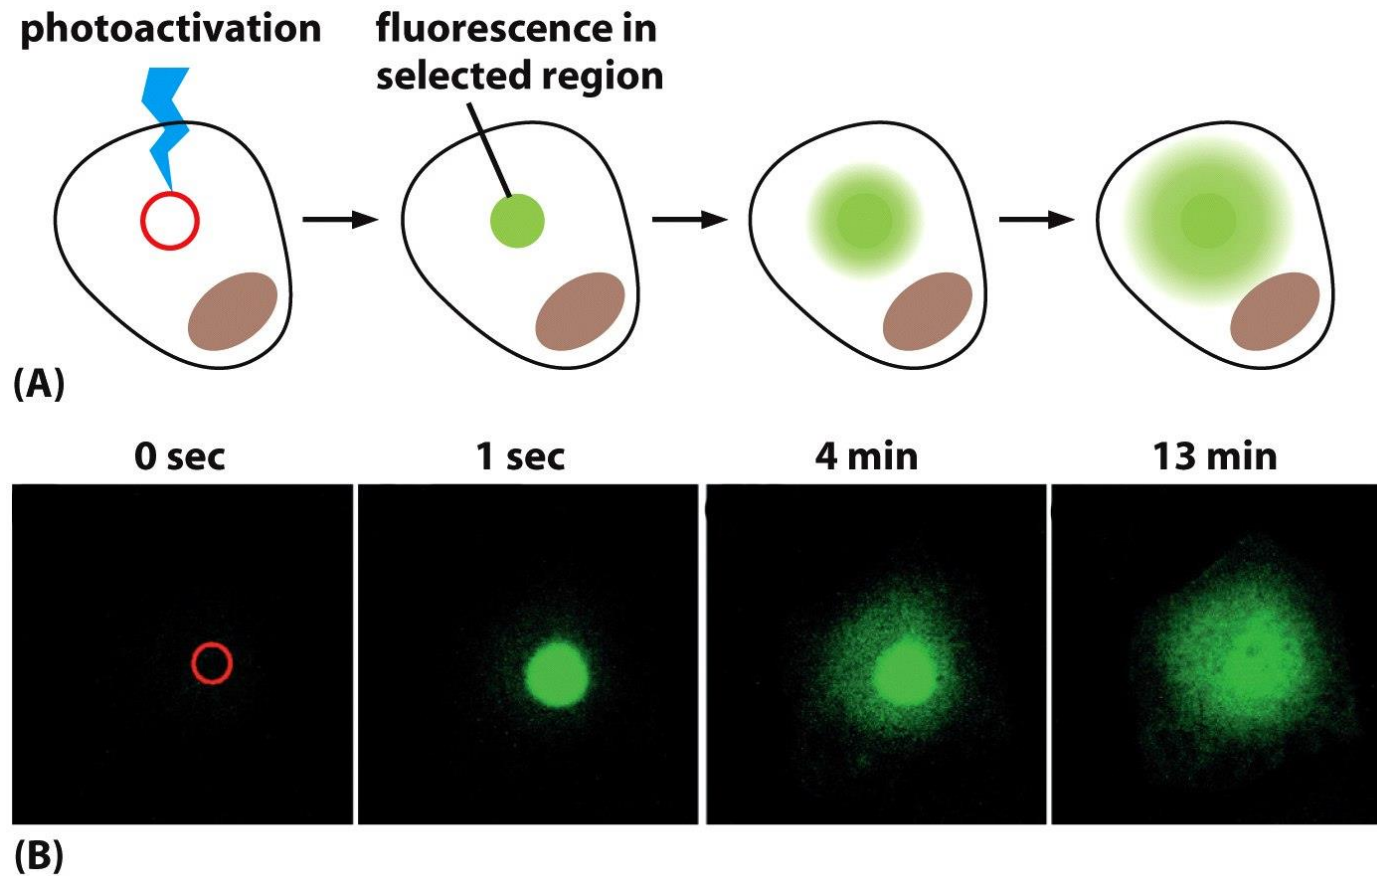 photoactivation
fluorescence in
selected region
(A)
0 sec
1 sec
4 min
13 min
(B)